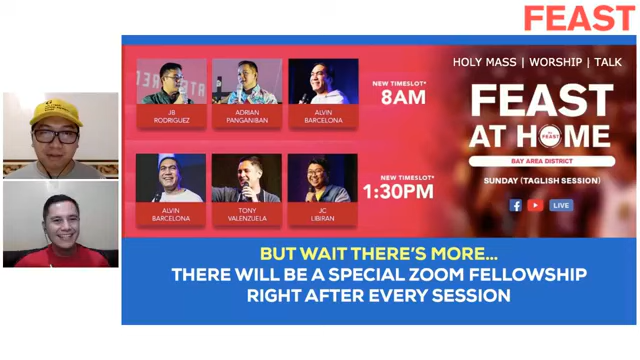 FEAST
HOLY MASS | WORSHIP | TALK
NEW TIMESLOT*
8AM
JB
RODRIGUEZ
ADRIAN
PANGANIBAN
ALVIN
BARCELONA
FEAST
AT HOME
BAY AREA DISTRICT
SUNDAY (TAGLISH SESSION)
LIVE
NEW TIMESLOT*
1:30PM
ALVIN
BARCELONA
TONY
VALENZUELA
JC
LIBIRAN
BUT WAIT THERE'S MORE...
THERE WILL BE A SPECIAL ZOOM FELLOWSHIP
RIGHT AFTER EVERY SESSION